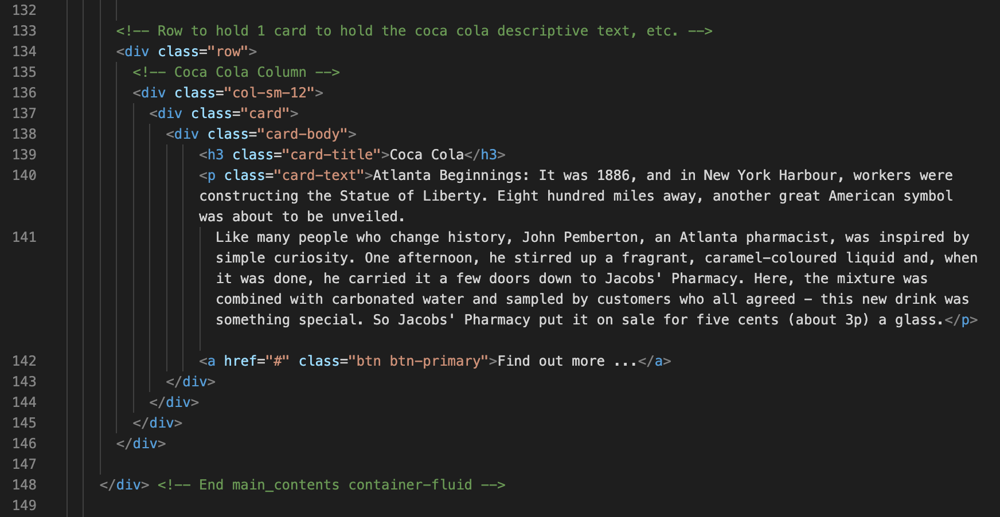 132
133 <!-- Row to hold 1 card to hold the coca cola descriptive text, etc. -->
134 <div class="row">
135 <!-- Coca Cola Column -->
136 <div class="col-sm-12">
137 <div class="card">
138 <div class="card-body">
139 <h3 class="card-title">Coca Cola</h3>
140 <p class="card-text">Atlanta Beginnings: It was 1886, and in New York Harbour, workers were
constructing the Statue of Liberty. Eight hundred miles away, another great American symbol
was about to be unveiled.
141 Like many people who change history, John Pemberton, an Atlanta pharmacist, was inspired by
simple curiosity. One afternoon, he stirred up a fragrant, caramel-coloured liquid and, when
it was done, he carried it a few doors down to Jacobs' Pharmacy. Here, the mixture was
combined with carbonated water and sampled by customers who all agreed - this new drink was
something special. So Jacobs' Pharmacy put it on sale for five cents (about 3p) a glass.</p>
142 <a href="#" class="btn btn-primary">Find out more ...</a>
143 </div>
144 </div>
145 </div>
146 </div>
147
148 </div> <!-- End main_contents container-fluid -->
149